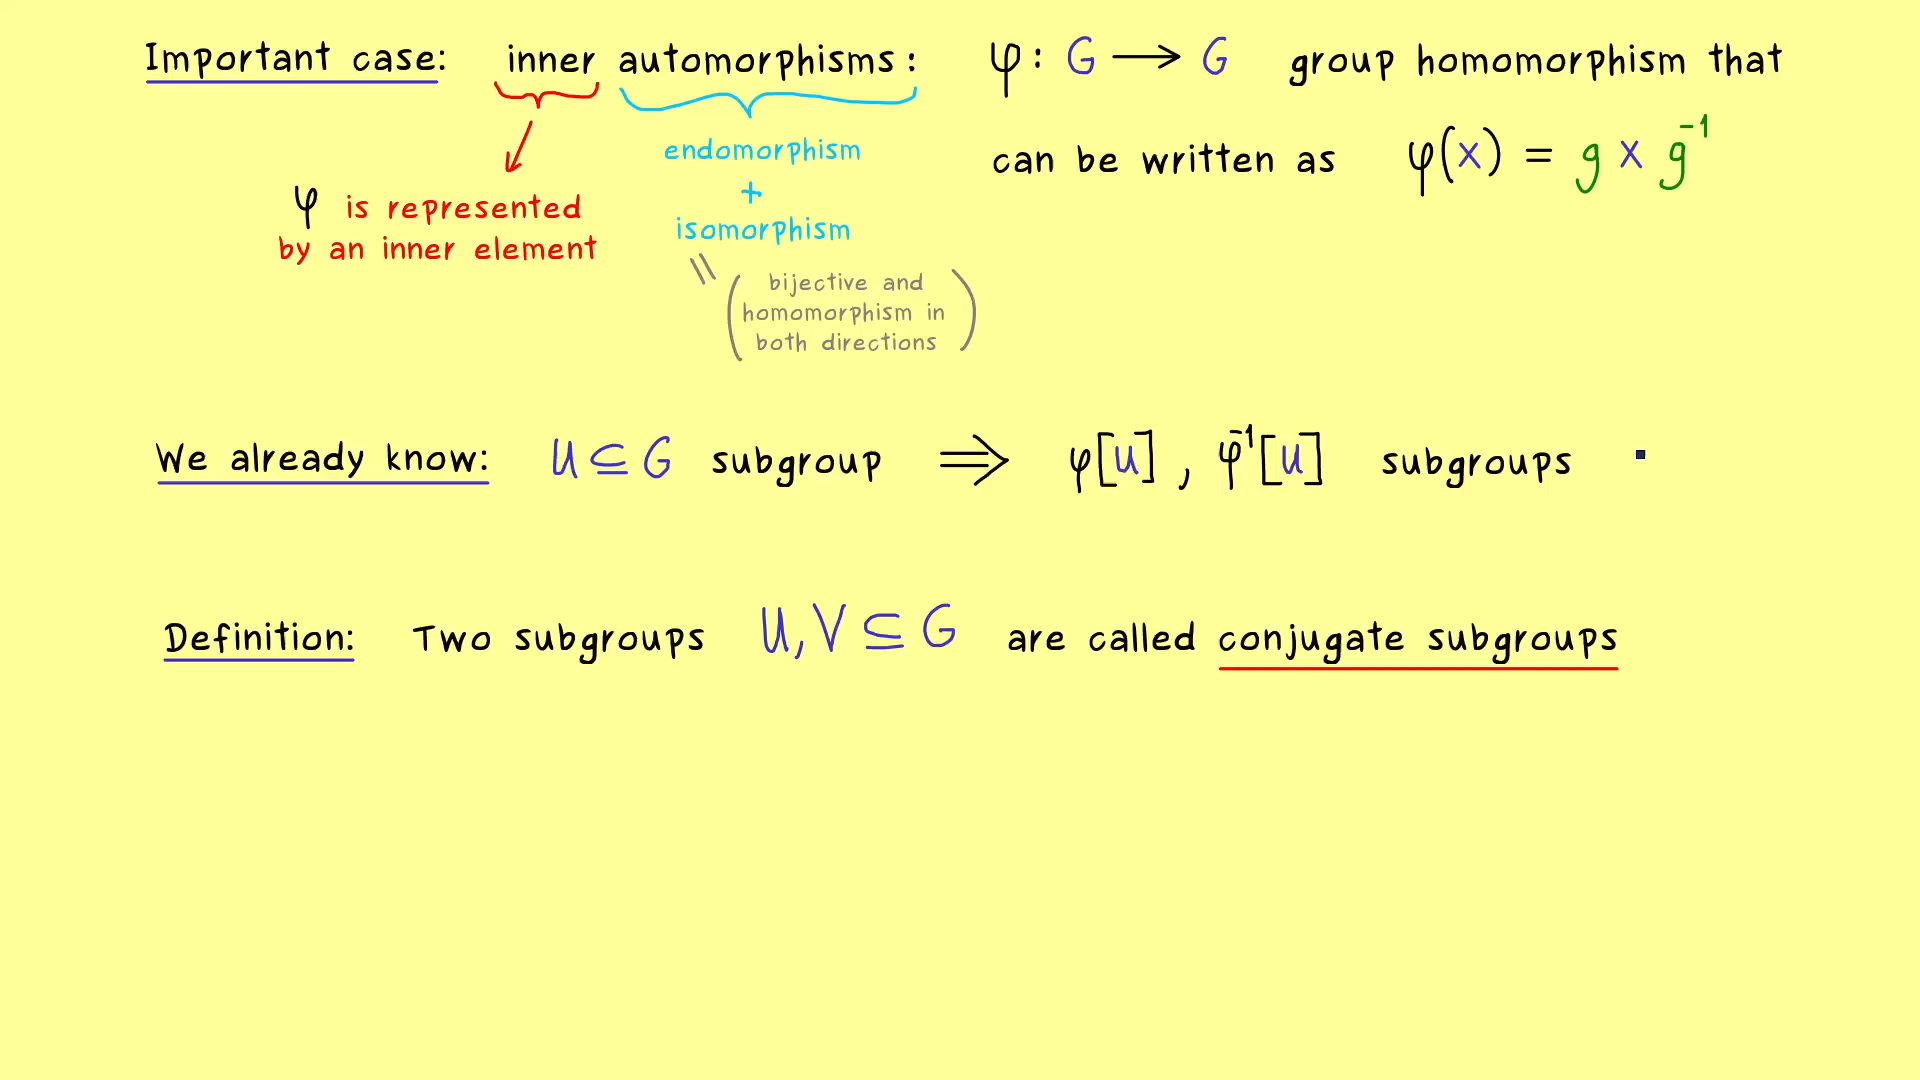 Important case: inner automorphisms: φ: G ⟶ G group homomorphism that
can be written as φ(x) = g x g⁻¹
endomorphism
+
isomorphism
φ is represented
by an inner element
= ( bijective and
homomorphism in
both directions )
We already know: U ⊆ G subgroup ⟹ φ[U] , φ⁻¹[U] subgroups
Definition: Two subgroups U, V ⊆ G are called conjugate subgroups